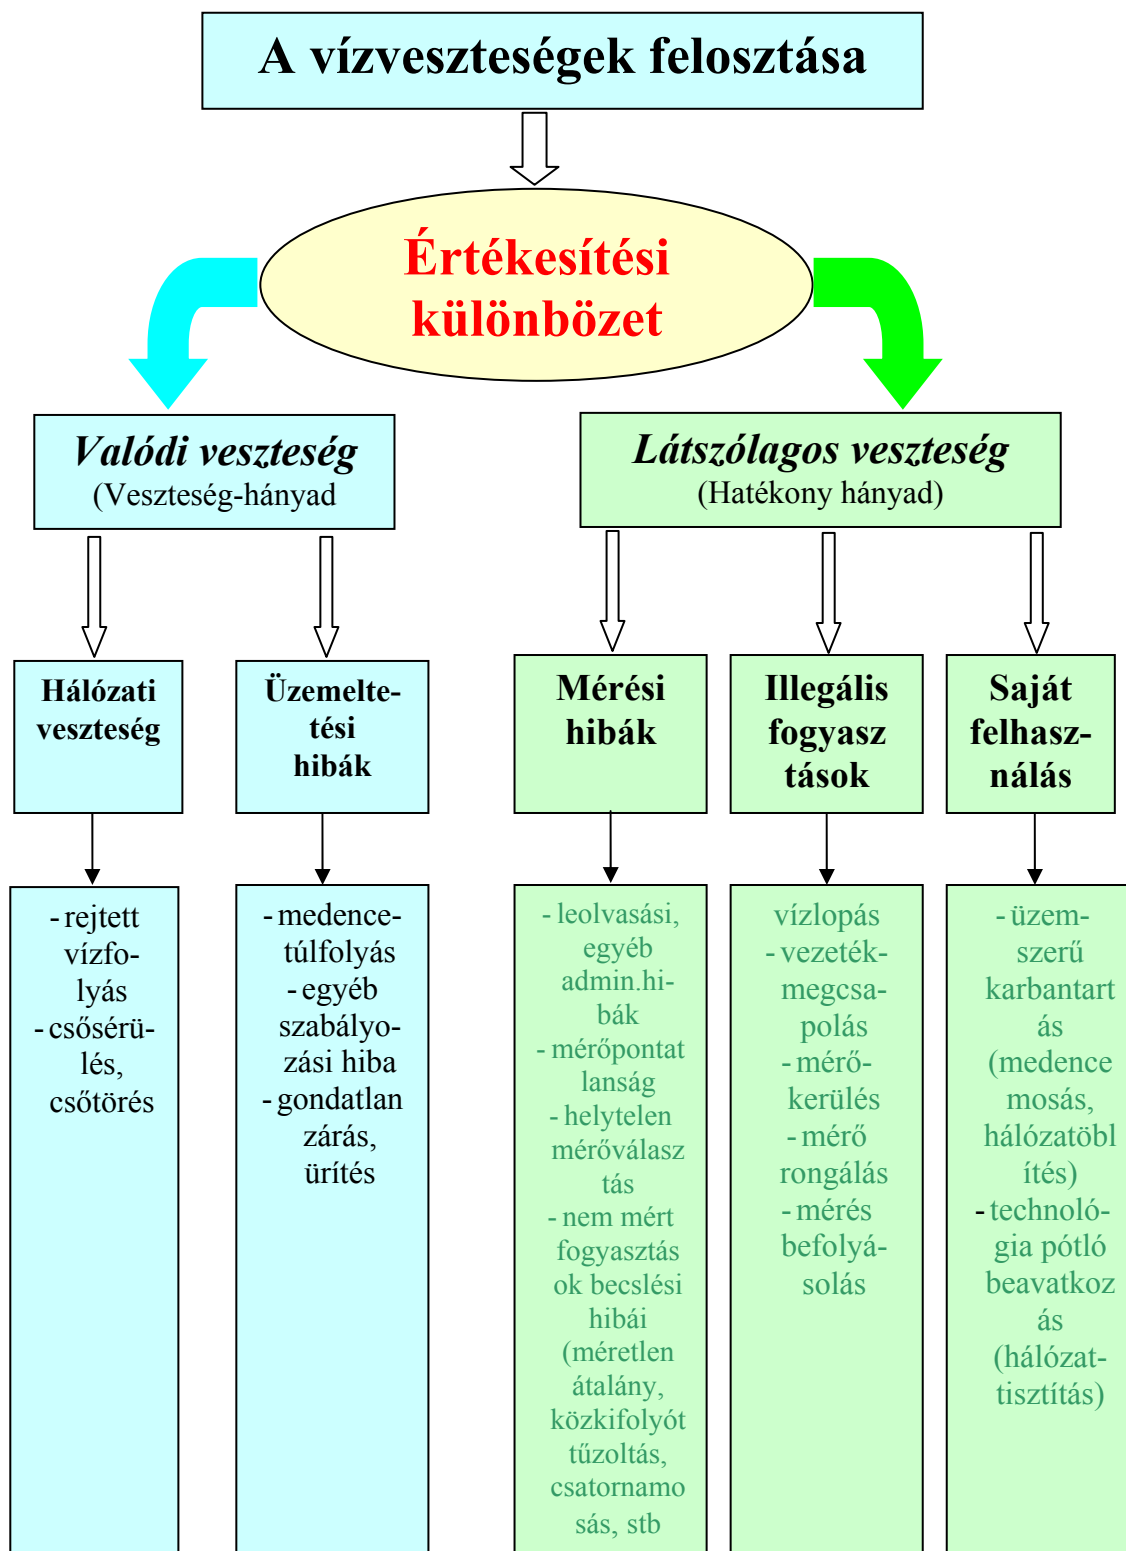 A vízveszteségek felosztása
Értékesítési
különbözet
Valódi veszteség
(Veszteség-hányad
Látszólagos veszteség
(Hatékony hányad)
Hálózati
veszteség
Üzemelte-
tési
hibák
Mérési
hibák
Illegális
fogyasz
tások
Saját
felhasz-
nálás
- rejtett
vízfo-
lyás
- csősérü-
lés,
csőtörés
- medence-
túlfolyás
- egyéb
szabályo-
zási hiba
- gondatlan
zárás,
ürítés
- leolvasási,
egyéb
admin.hi-
bák
- mérőpontat
lanság
- helytelen
mérőválasz
tás
- nem mért
fogyasztás
ok becslési
hibái
(méretlen
átalány,
közkifolyót
tűzoltás,
csatornamo
sás, stb
vízlopás
- vezeték-
megcsa-
polás
- mérő-
kerülés
- mérő
rongálás
- mérés
befolyá-
solás
- üzem-
szerű
karbantart
ás
(medence
mosás,
hálózatöbl
ítés)
- technoló-
gia pótló
beavatkoz
ás
(hálózat-
tisztítás)